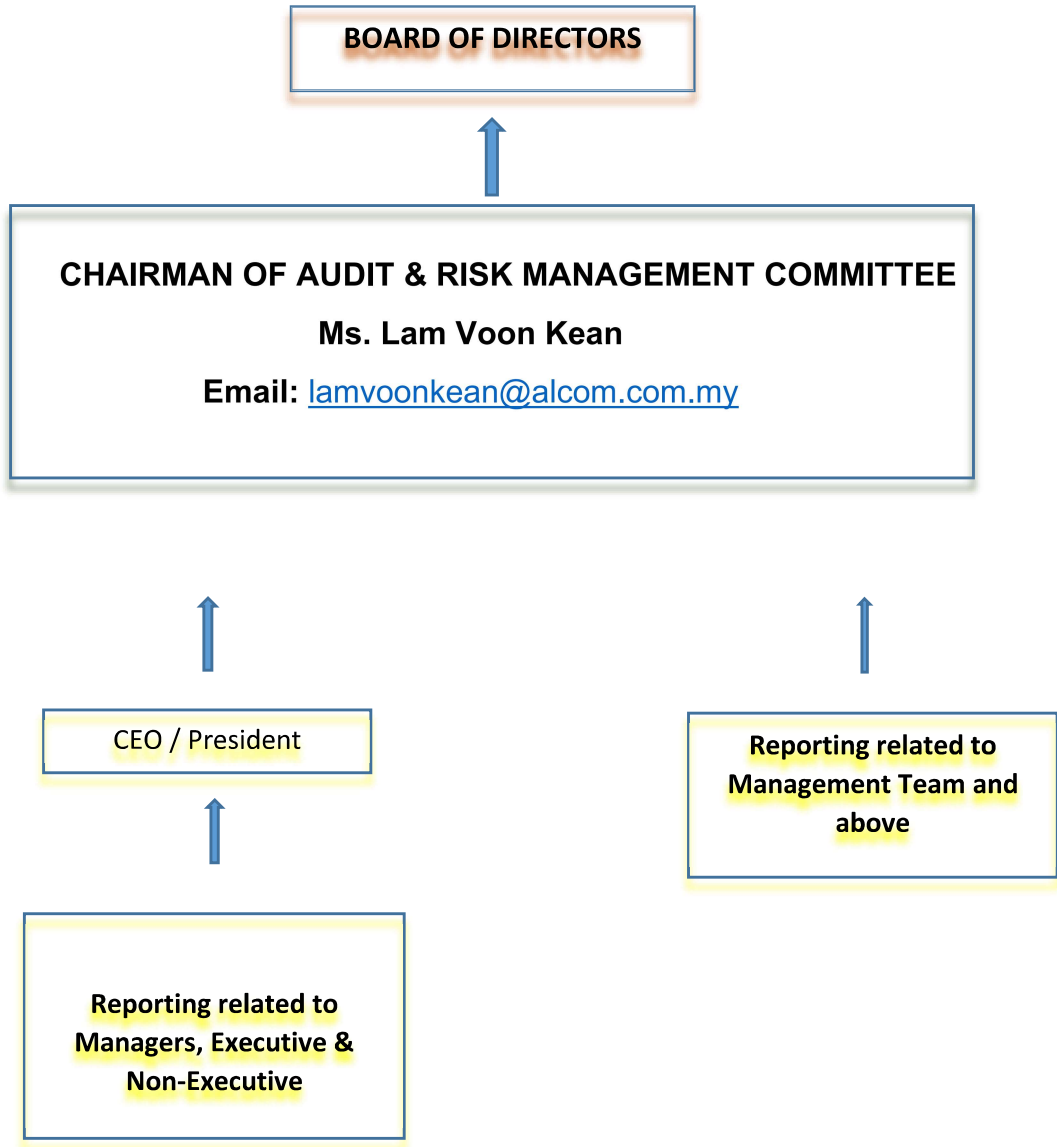 BOARD OF DIRECTORS
CHAIRMAN OF AUDIT & RISK MANAGEMENT COMMITTEE
Ms. Lam Voon Kean
Email: lamvoonkean@alcom.com.my
CEO / President
Reporting related to
Management Team and
above
Reporting related to
Managers, Executive &
Non-Executive